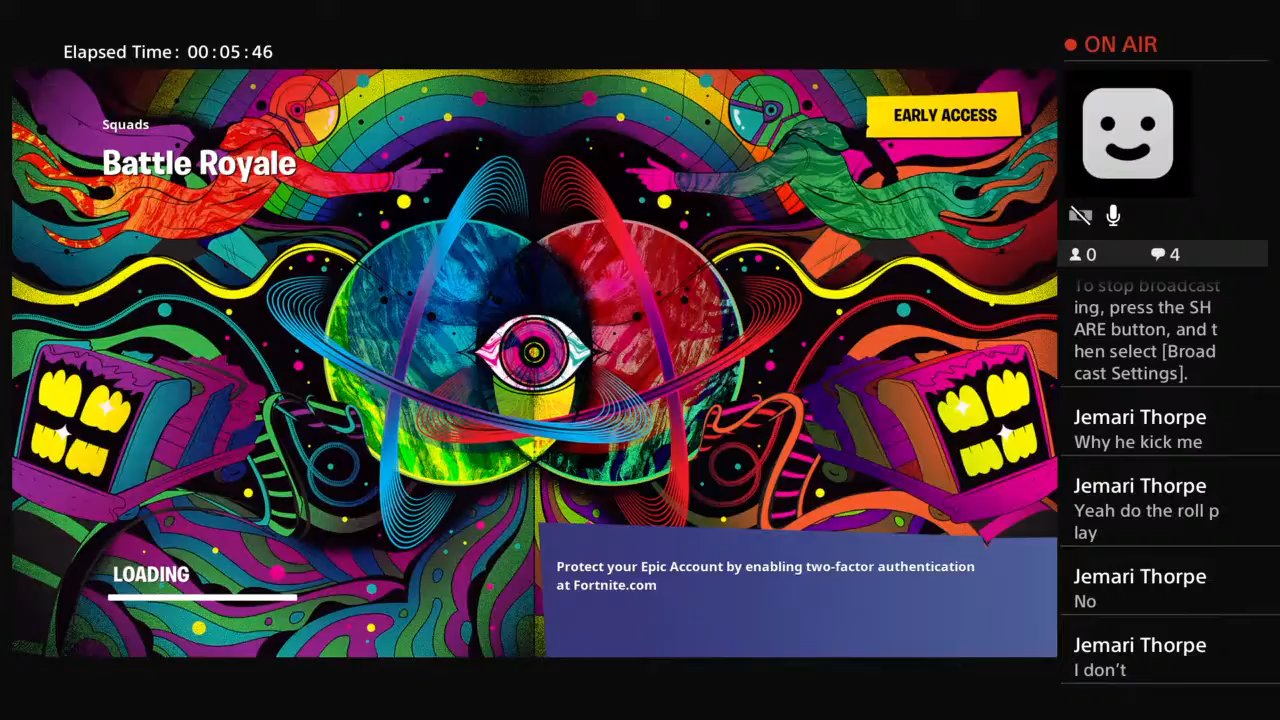 Elapsed Time: 00:05:46
Squads
Battle Royale
EARLY ACCESS
LOADING
Protect your Epic Account by enabling two-factor authentication
at Fortnite.com
ON AIR
0
4
To stop broadcast
ing, press the SH
ARE button, and t
hen select [Broad
cast Settings].
Jemari Thorpe
Why he kick me
Jemari Thorpe
Yeah do the roll p
lay
Jemari Thorpe
No
Jemari Thorpe
I don’t